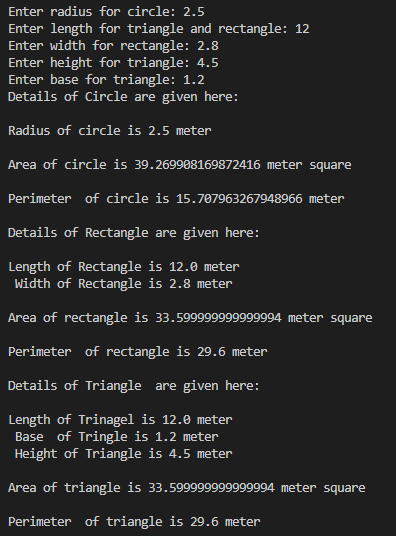 Enter radius for circle: 2.5
Enter length for triangle and rectangle: 12
Enter width for rectangle: 2.8
Enter height for triangle: 4.5
Enter base for triangle: 1.2
Details of Circle are given here:
Radius of circle is 2.5 meter
Area of circle is 39.269908169872416 meter square
Perimeter  of circle is 15.707963267948966 meter
Details of Rectangle are given here:
Length of Rectangle is 12.0 meter
 Width of Rectangle is 2.8 meter
Area of rectangle is 33.599999999999994 meter square
Perimeter  of rectangle is 29.6 meter
Details of Triangle  are given here:
Length of Trinagel is 12.0 meter
 Base  of Tringle is 1.2 meter
 Height of Triangle is 4.5 meter
Area of triangle is 33.599999999999994 meter square
Perimeter  of triangle is 29.6 meter